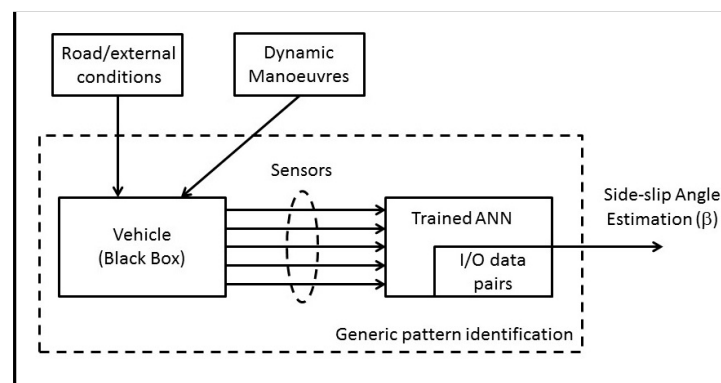 Road/external
conditions
Dynamic
Manoeuvres
Sensors
Vehicle
(Black Box)
Trained ANN
I/O data
pairs
Side-slip Angle
Estimation (β)
Generic pattern identification